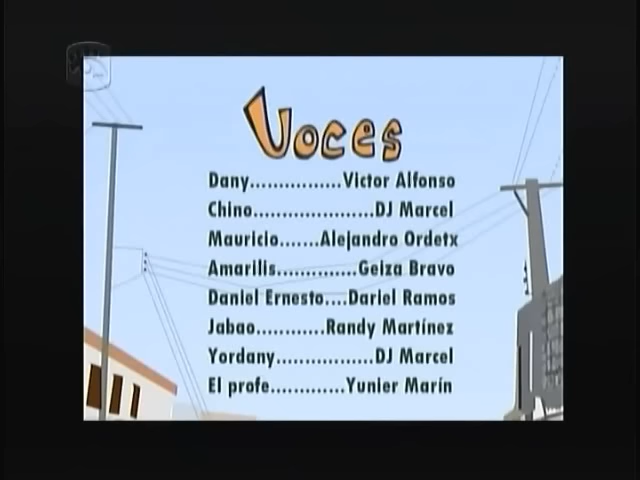 Voces
Dany................Victor Alfonso
Chino.....................DJ Marcel
Mauricio.......Alejandro Ordetx
Amarilis..............Geiza Bravo
Daniel Ernesto....Dariel Ramos
Jabao............Randy Martínez
Yordany.................DJ Marcel
El profe.............Yunier Marín